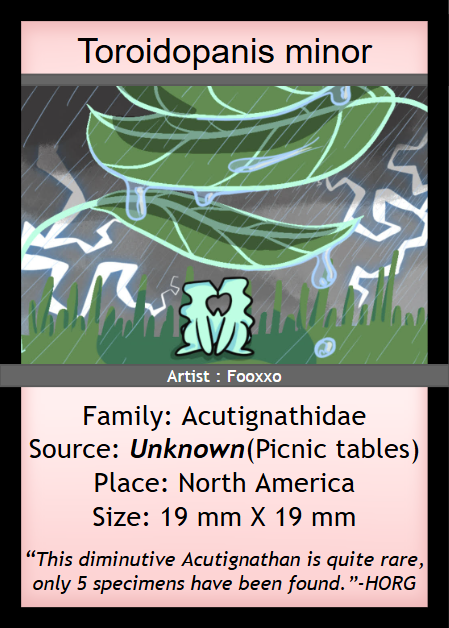 Toroidopanis minor
Artist : Fooxxo
Family: Acutignathidae
Source: Unknown(Picnic tables)
Place: North America
Size: 19 mm X 19 mm
“This diminutive Acutignathan is quite rare,
only 5 specimens have been found.”-HORG